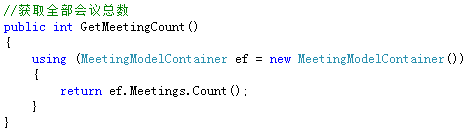 //获取全部会议总数
public int GetMeetingCount()
{
    using (MeetingModelContainer ef = new MeetingModelContainer())
    {
        return ef.Meetings.Count();
    }
}